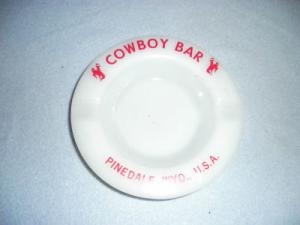 COWBOY BAR
PINEDALE, WYO., U.S.A.